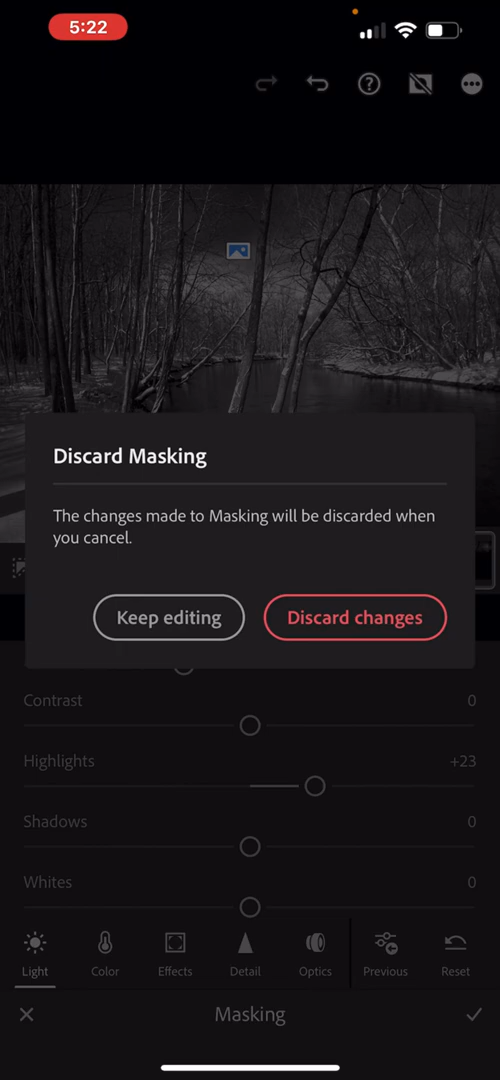 5:22
Discard Masking
The changes made to Masking will be discarded when
you cancel.
Keep editing
Discard changes
Contrast
0
Highlights
+23
Shadows
0
Whites
0
Light
Color
Effects
Detail
Optics
Previous
Reset
Masking